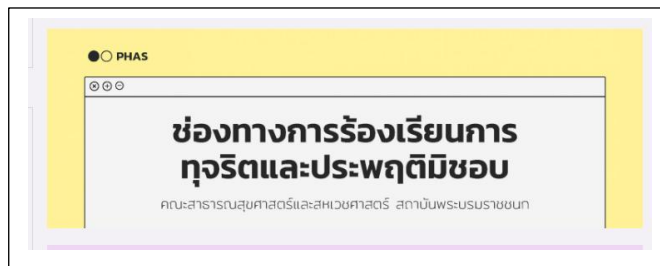 PHAS
ช่องทางการร้องเรียนการ
ทุจริตและประพฤติมิชอบ
คณะสาธารณสุขศาสตร์และสหเวชศาสตร์ สถาบันพระบรมราชชนก